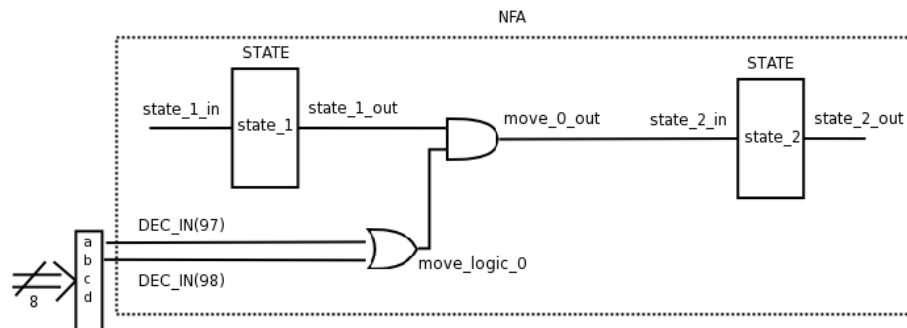 NFA
STATE
STATE
state_1_in
state_1
state_1_out
move_0_out
state_2_in
state_2
state_2_out
DEC_IN(97)
a
b
c
d
move_logic_0
DEC_IN(98)
8